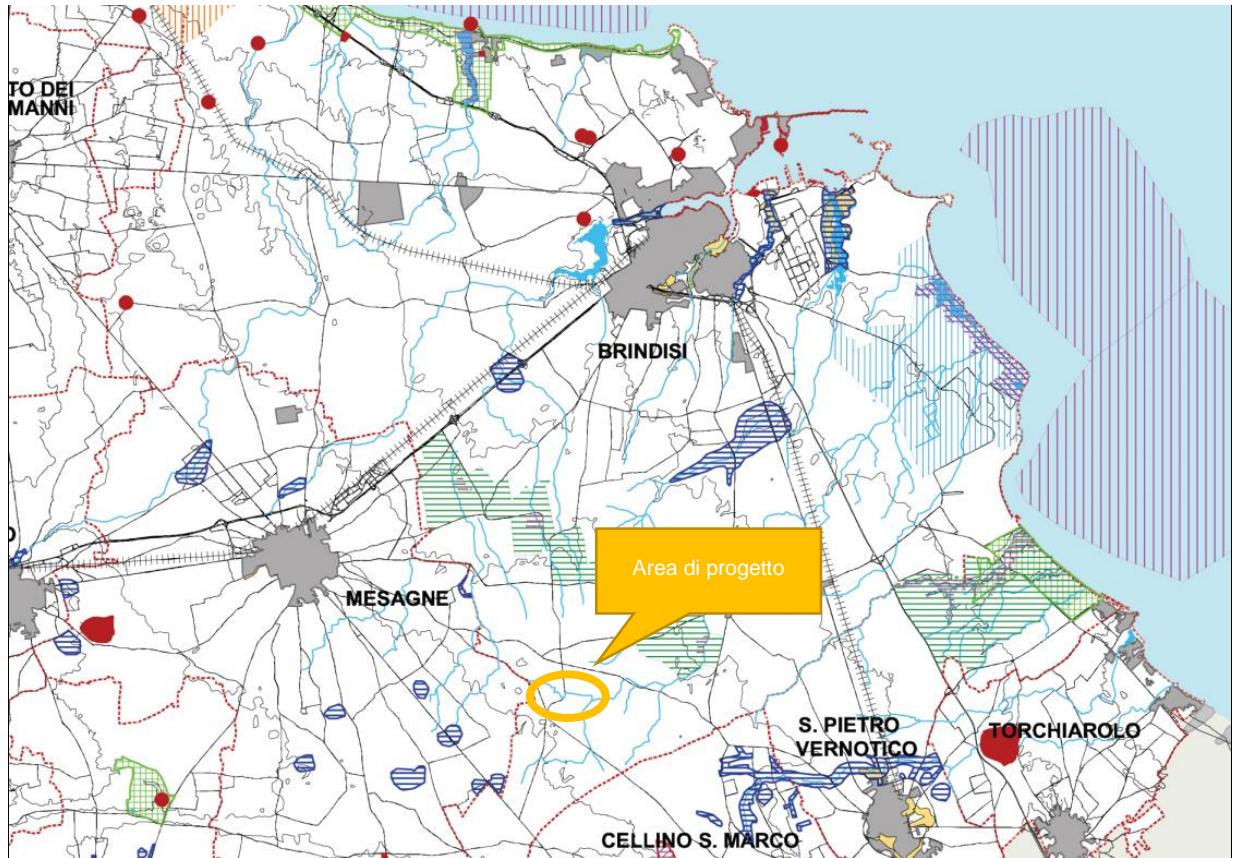 TO DEI
MANNI
BRINDISI
Area di progetto
MESAGNE
S. PIETRO
VERNOTICO
TORCHIAROLO
CELLINO S. MARCO